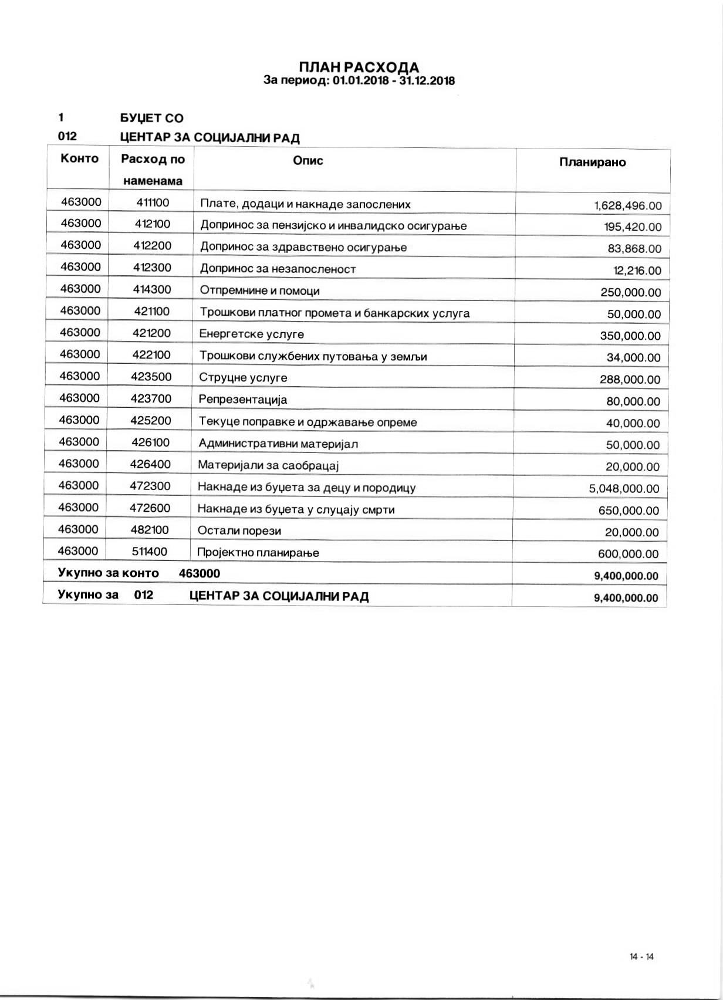 ПЛАН РАСХОДА
За период: 01.01.2018 - 31.12.2018
1 БУЏЕТ СО
012 ЦЕНТАР ЗА СОЦИЈАЛНИ РАД
Конто Расход по наменама Опис Планирано
463000 411100 Плате, додаци и накнаде запослених 1,628,496.00
463000 412100 Допринос за пензијско и инвалидско осигурање 195,420.00
463000 412200 Допринос за здравствено осигурање 83,868.00
463000 412300 Допринос за незапосленост 12,216.00
463000 414300 Отпремнине и помоци 250,000.00
463000 421100 Трошкови платног промета и банкарских услуга 50,000.00
463000 421200 Енергетске услуге 350,000.00
463000 422100 Трошкови службених путовања у земљи 34,000.00
463000 423500 Струцне услуге 288,000.00
463000 423700 Репрезентација 80,000.00
463000 425200 Текуце поправке и одржавање опреме 40,000.00
463000 426100 Административни материјал 50,000.00
463000 426400 Материјали за саобрацај 20,000.00
463000 472300 Накнаде из буџета за децу и породицу 5,048,000.00
463000 472600 Накнаде из буџета у слуцају смрти 650,000.00
463000 482100 Остали порези 20,000.00
463000 511400 Пројектно планирање 600,000.00
Укупно за конто 463000 9,400,000.00
Укупно за 012 ЦЕНТАР ЗА СОЦИЈАЛНИ РАД 9,400,000.00
14 - 14